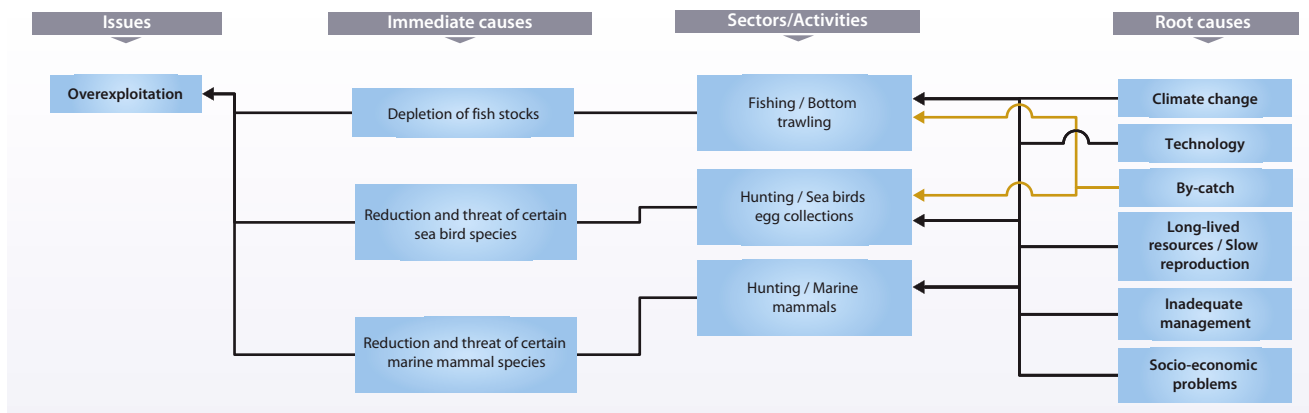 Issues
Immediate causes
Sectors/Activities
Root causes
Overexploitation
Depletion of fish stocks
Reduction and threat of certain
sea bird species
Reduction and threat of certain
marine mammal species
Fishing / Bottom
trawling
Hunting / Sea birds
egg collections
Hunting / Marine
mammals
Climate change
Technology
By-catch
Long-lived
resources / Slow
reproduction
Inadequate
management
Socio-economic
problems